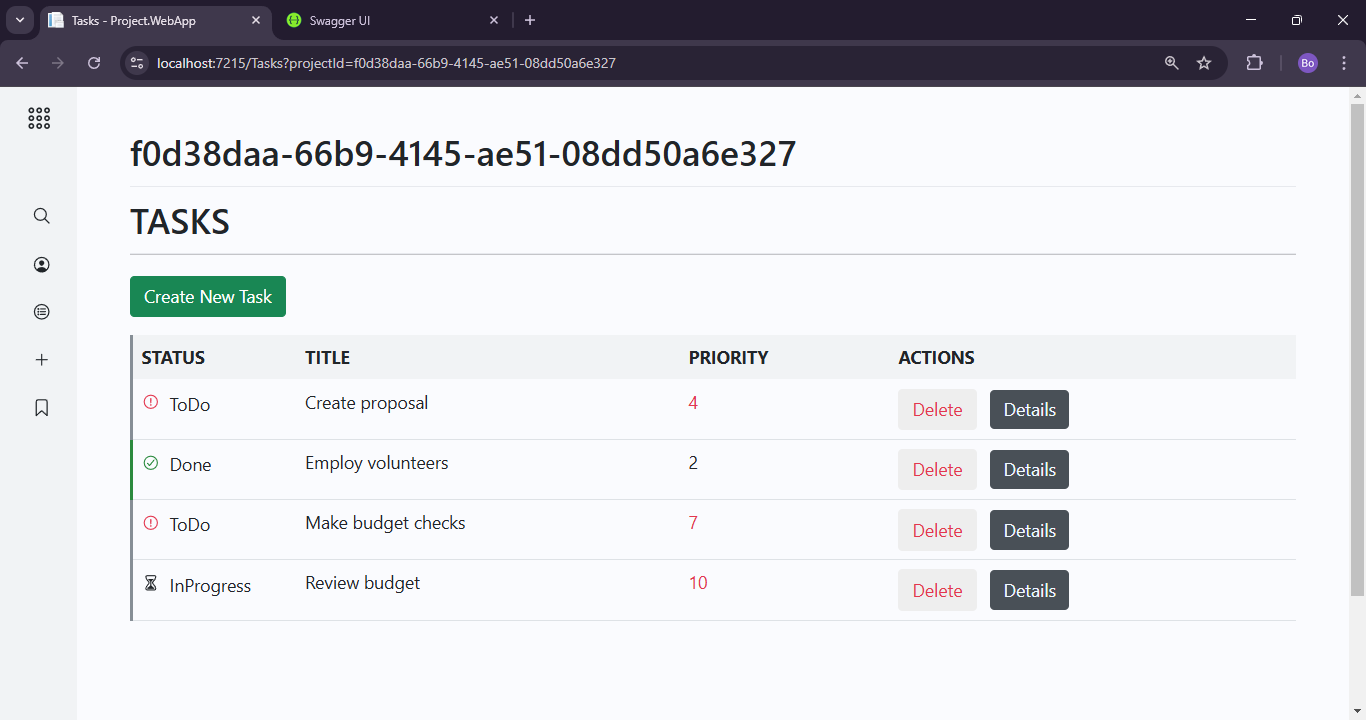 Tasks - Project.WebApp
Swagger UI
localhost:7215/Tasks?projectId=f0d38daa-66b9-4145-ae51-08dd50a6e327
Bo
f0d38daa-66b9-4145-ae51-08dd50a6e327
TASKS
Create New Task
STATUS TITLE PRIORITY ACTIONS
ToDo Create proposal 4 Delete Details
Done Employ volunteers 2 Delete Details
ToDo Make budget checks 7 Delete Details
InProgress Review budget 10 Delete Details